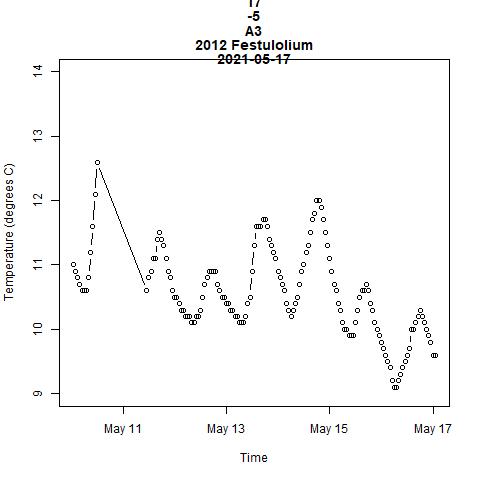 17
-5
A3
2012 Festulolium
2021-05-17
14
13
12
11
10
9
Temperature (degrees C)
May 11
May 13
May 15
May 17
Time